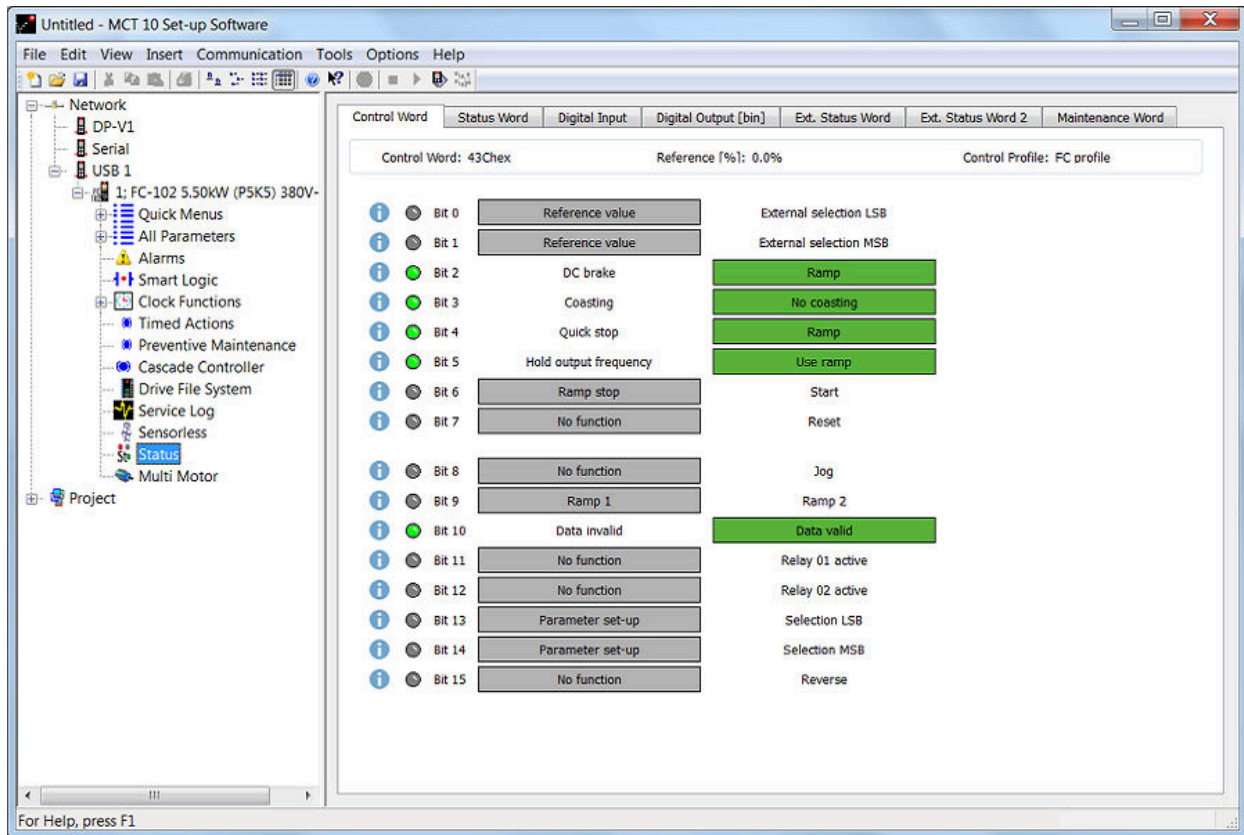 Untitled - MCT 10 Set-up Software
File Edit View Insert Communication Tools Options Help
Network
DP-V1
Serial
USB 1
1; FC-102 5.50kW (P5K5) 380V-
Quick Menus
All Parameters
Alarms
Smart Logic
Clock Functions
Timed Actions
Preventive Maintenance
Cascade Controller
Drive File System
Service Log
Sensorless
Status
Multi Motor
Project
Control Word Status Word Digital Input Digital Output [bin] Ext. Status Word Ext. Status Word 2 Maintenance Word
Control Word: 43Chex Reference [%]: 0.0% Control Profile: FC profile
Bit 0 Reference value External selection LSB
Bit 1 Reference value External selection MSB
Bit 2 DC brake Ramp
Bit 3 Coasting No coasting
Bit 4 Quick stop Ramp
Bit 5 Hold output frequency Use ramp
Bit 6 Ramp stop Start
Bit 7 No function Reset
Bit 8 No function Jog
Bit 9 Ramp 1 Ramp 2
Bit 10 Data invalid Data valid
Bit 11 No function Relay 01 active
Bit 12 No function Relay 02 active
Bit 13 Parameter set-up Selection LSB
Bit 14 Parameter set-up Selection MSB
Bit 15 No function Reverse
For Help, press F1